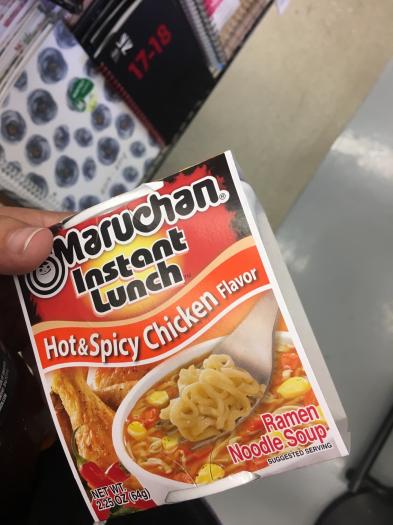 17-18
Maruchan®
Instant
Lunch™
Hot & Spicy Chicken Flavor
Ramen
Noodle Soup
SUGGESTED SERVING
NET WT.
2.25 OZ (64g)